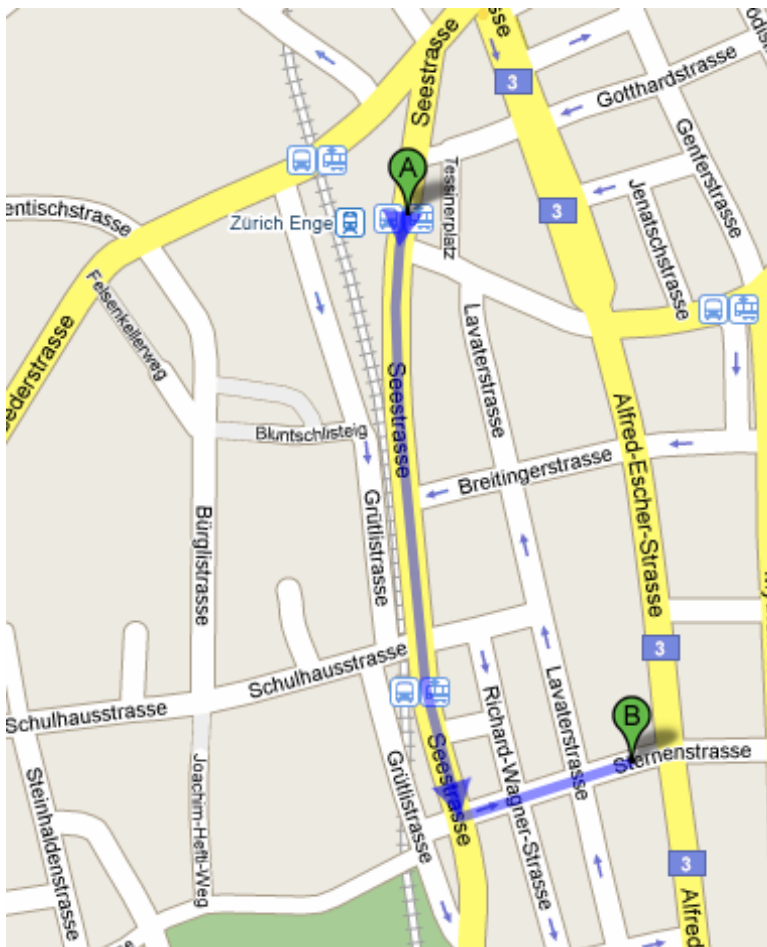 sse
3
Seestrasse
Gotthardstrasse
Genferstrasse
A
Tessinerplatz
Jenatschstrasse
3
Zürich Enge
entischstrasse
Felsenkellerweg
ederstrasse
Lavaterstrasse
Seestrasse
Alfred-Escher-Strasse
Bluntschlisteig
Breitingerstrasse
Grütlistrasse
Bürglistrasse
3
Schulhausstrasse
Schulhausstrasse
Richard-Wagner-Strasse
Lavaterstrasse
B
Seestrasse
Sternenstrasse
Joachim-Hefti-Weg
Grütlistrasse
Steinhaldenstrasse
3
Alfred